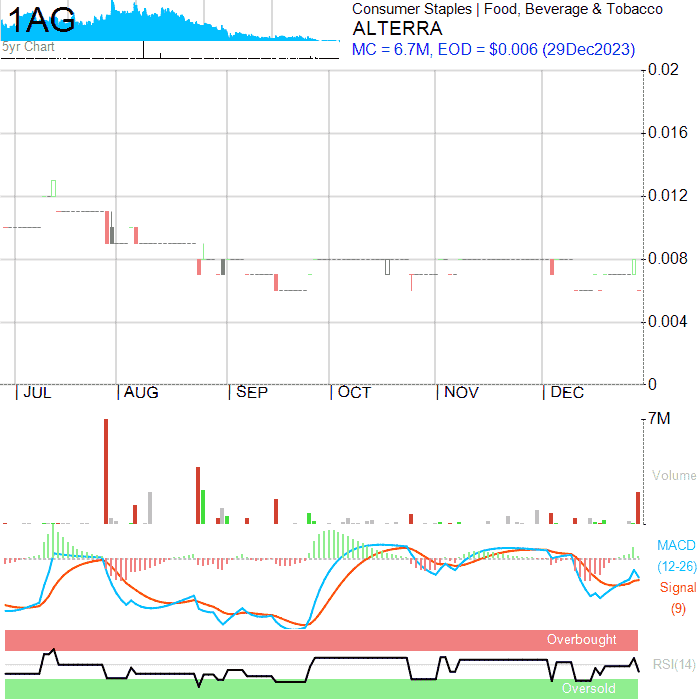 1AG
5yr Chart
Consumer Staples | Food, Beverage & Tobacco
ALTERRA
MC = 6.7M, EOD = $0.006 (29Dec2023)
0.02
0.016
0.012
0.008
0.004
0
JUL AUG SEP OCT NOV DEC
7M
Volume
MACD
(12-26)
Signal
(9)
Overbought
RSI(14)
Oversold